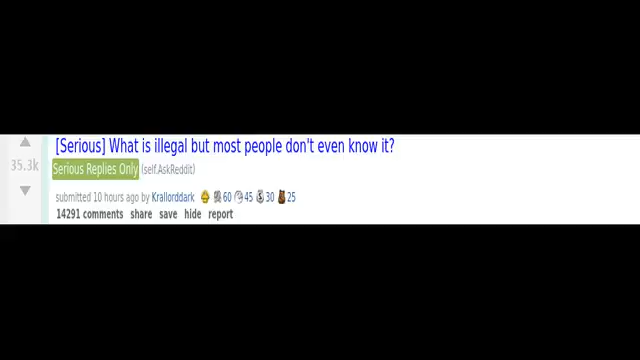 [Serious] What is illegal but most people don't even know it?
35.3k
Serious Replies Only (self.AskReddit)
submitted 10 hours ago by Krallorddark 60 45 30 25
14291 comments share save hide report